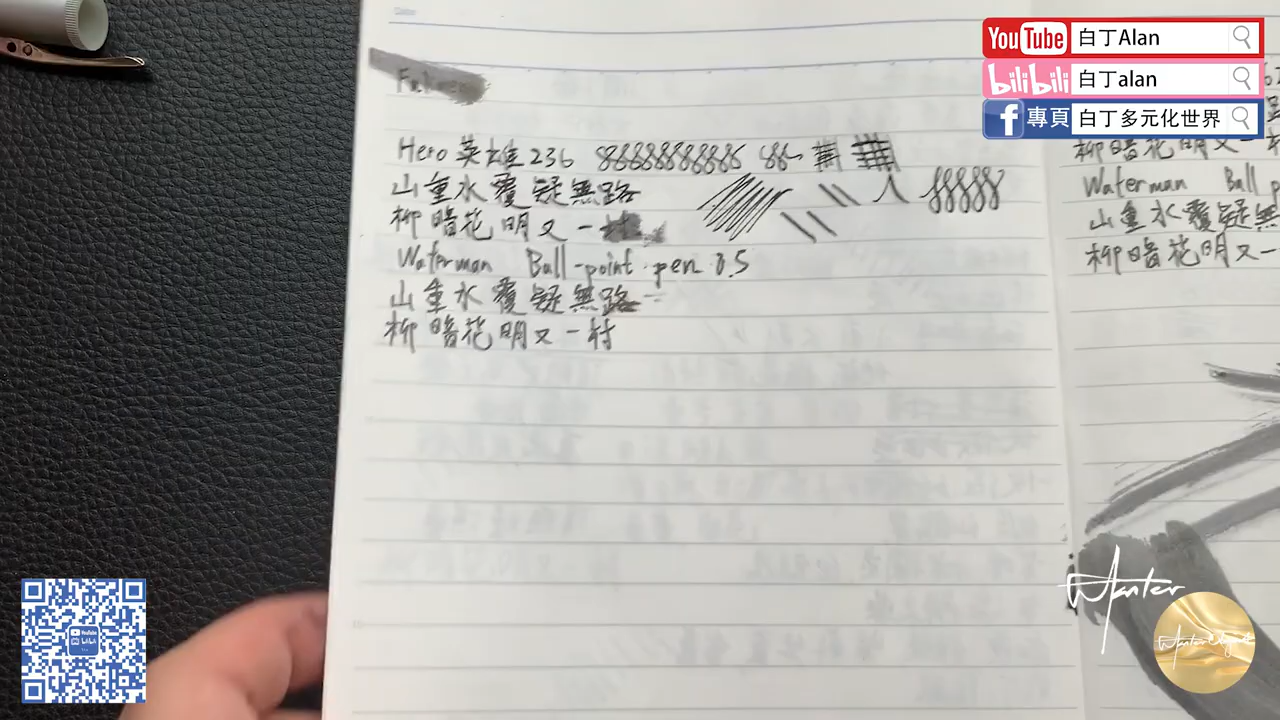 Hero 英雄 236
山重水覆疑無路
柳暗花明又一村
Waterman Ball-point pen 0.5
山重水覆疑無路
柳暗花明又一村
柳暗花明又一
Waterman Ball
山重水覆疑無
柳暗花明又一
YouTube 白丁Alan
bilibili 白丁alan
f 專頁 白丁多元化世界